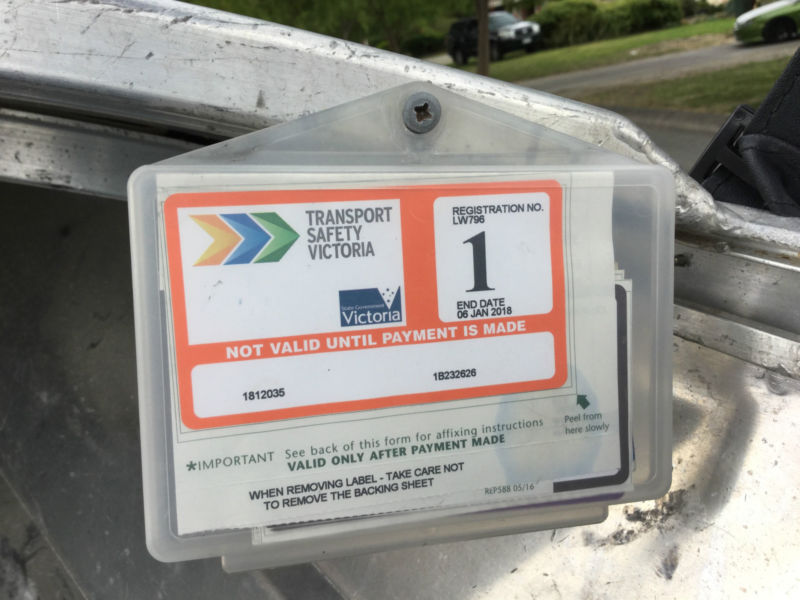 TRANSPORT
SAFETY
VICTORIA
State Government
Victoria
REGISTRATION NO.
LW796
1
END DATE
06 JAN 2018
NOT VALID UNTIL PAYMENT IS MADE
1812035
1B232626
Peel from
here slowly
*IMPORTANT See back of this form for affixing instructions
VALID ONLY AFTER PAYMENT MADE
WHEN REMOVING LABEL - TAKE CARE NOT
TO REMOVE THE BACKING SHEET
REP588 05/16